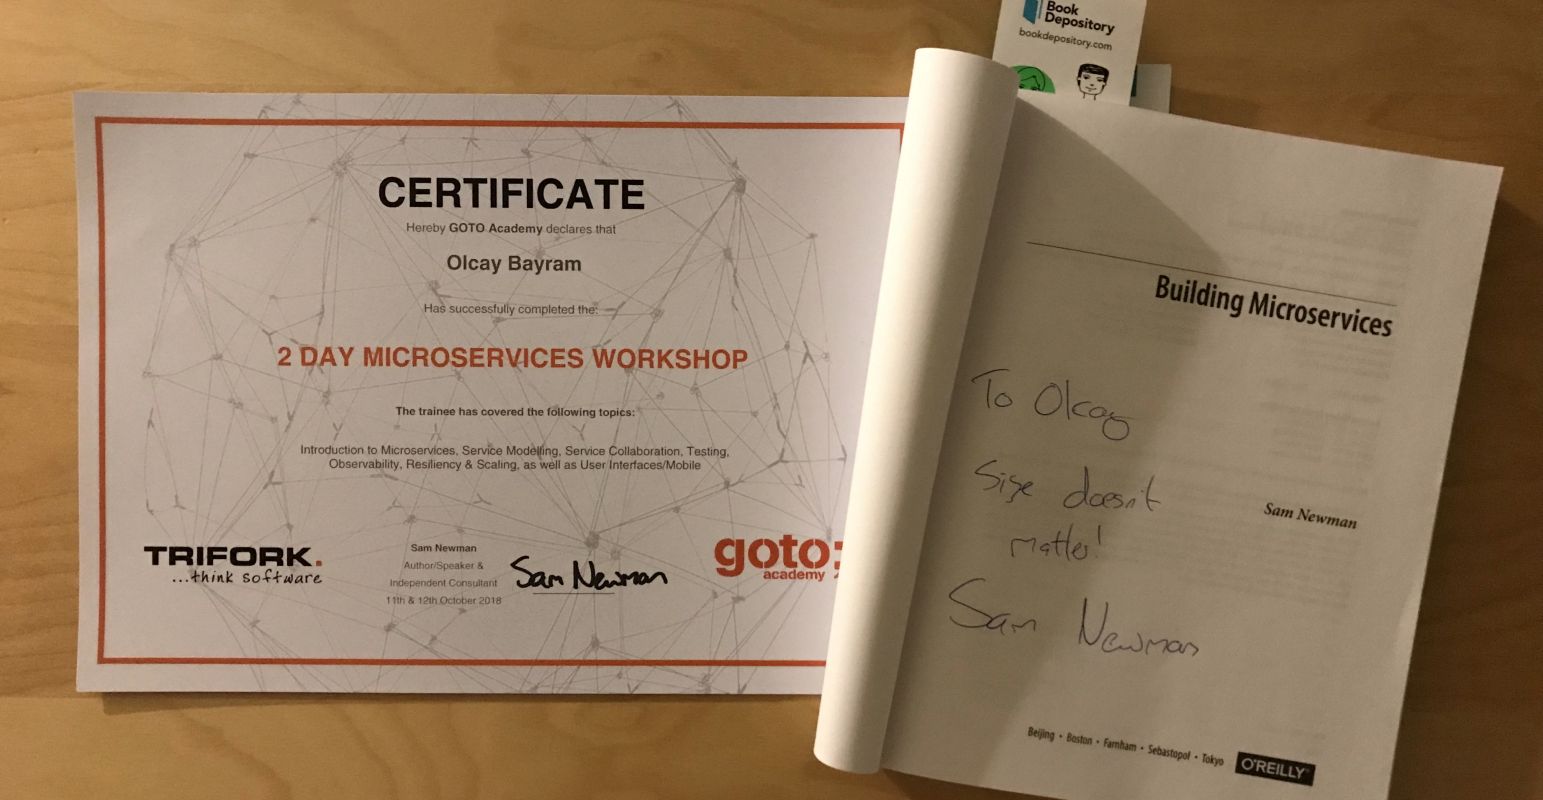 CERTIFICATE
Hereby GOTO Academy declares that
Olcay Bayram
Has successfully completed the:
2 DAY MICROSERVICES WORKSHOP
The trainee has covered the following topics:
Introduction to Microservices, Service Modelling, Service Collaboration, Testing,
Observability, Resiliency & Scaling, as well as User Interfaces/Mobile
TRIFORK.
...think software
Sam Newman
Author/Speaker &
Independent Consultant
11th & 12th October 2018
Sam Newman
goto;
academy
Book
Depository
bookdepository.com
Building Microservices
To Olcay
Size doesn't
matter!
Sam Newman
Sam Newman
Beijing · Boston · Farnham · Sebastopol · Tokyo
O'REILLY